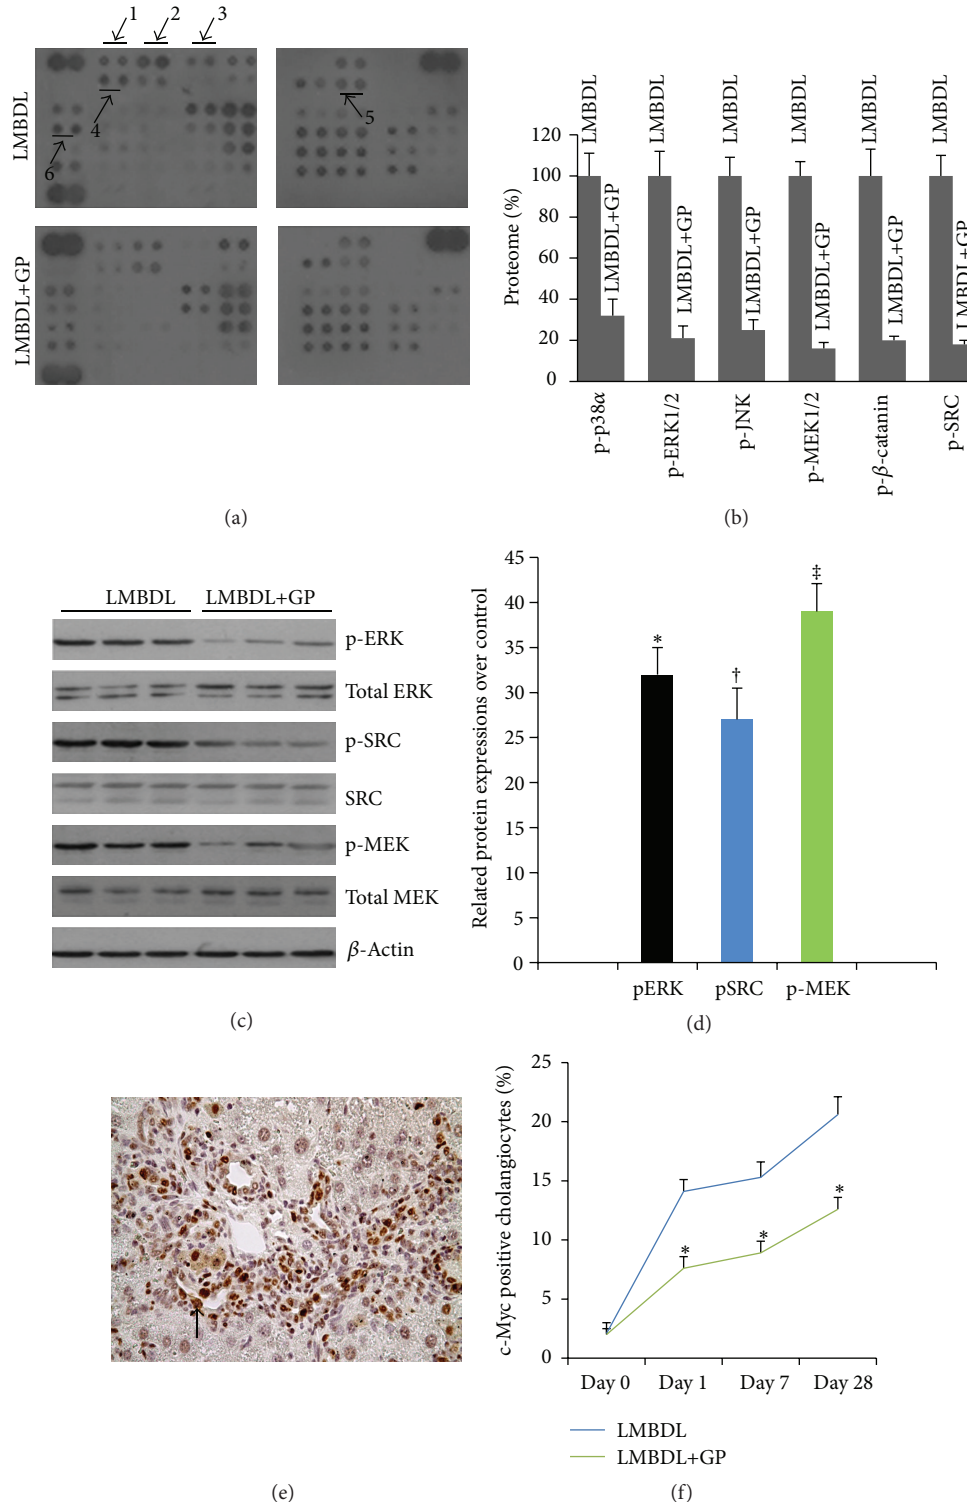 1 2 3
LMBDL
4
5
6
LMBDL+GP
(a)
Proteome (%)
120
100
80
60
40
20
0
LMBDL
LMBDL+GP
LMBDL
LMBDL+GP
LMBDL
LMBDL+GP
LMBDL
LMBDL+GP
LMBDL
LMBDL+GP
LMBDL
LMBDL+GP
p-p38α
p-ERK1/2
p-JNK
p-MEK1/2
p-β-catanin
p-SRC
(b)
LMBDL LMBDL+GP
p-ERK
Total ERK
p-SRC
SRC
p-MEK
Total MEK
β-Actin
(c)
Related protein expressions over control
45
40
35
30
25
20
15
10
5
0
*
†
‡
pERK pSRC p-MEK
(d)
(e)
c-Myc positive cholangiocytes (%)
25
20
15
10
5
0
*
*
*
Day 0 Day 1 Day 7 Day 28
LMBDL
LMBDL+GP
(f)